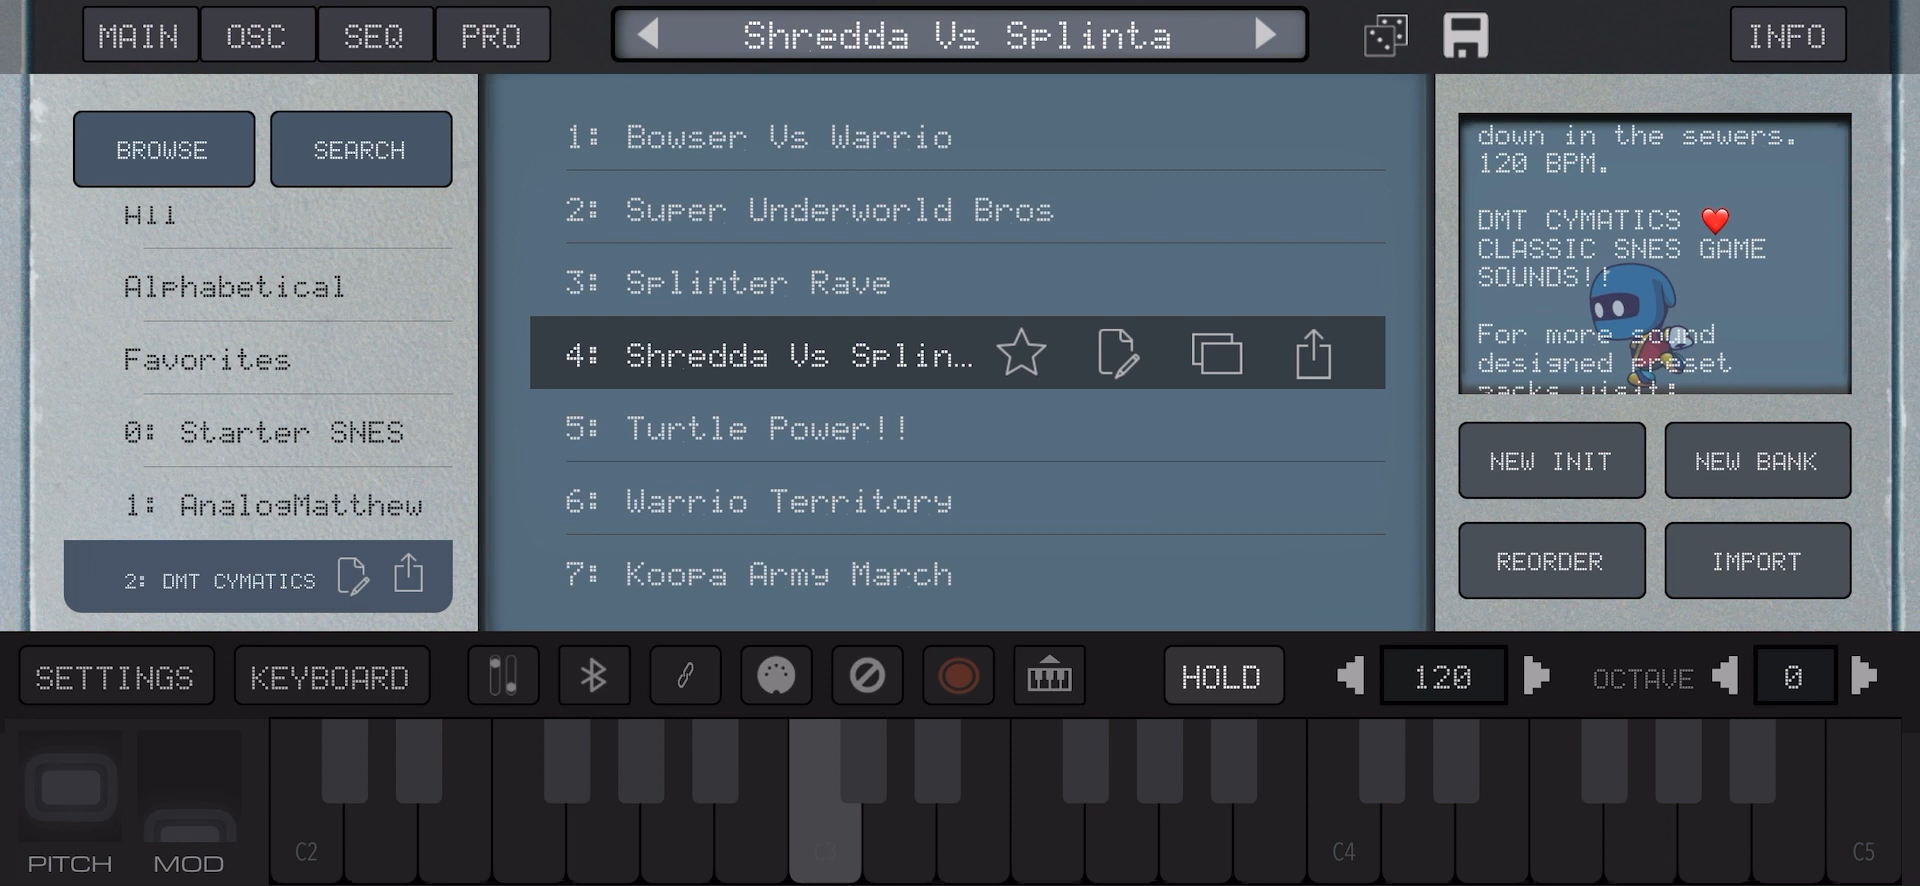 MAIN OSC SEQ PRO
Shredda Vs Splinta
INFO
BROWSE SEARCH
All
Alphabetical
Favorites
0: Starter SNES
1: AnalogMatthew
2: DMT CYMATICS
1: Bowser Vs Warrio
2: Super Underworld Bros
3: Splinter Rave
4: Shredda Vs Splin...
5: Turtle Power!!
6: Warrio Territory
7: Koopa Army March
down in the sewers.
120 BPM.
DMT CYMATICS ❤️
CLASSIC SNES GAME
SOUNDS!!
For more sound
designed preset
packs visit:
NEW INIT NEW BANK
REORDER IMPORT
SETTINGS KEYBOARD HOLD 120 OCTAVE 0
PITCH MOD C2 C3 C4 C5